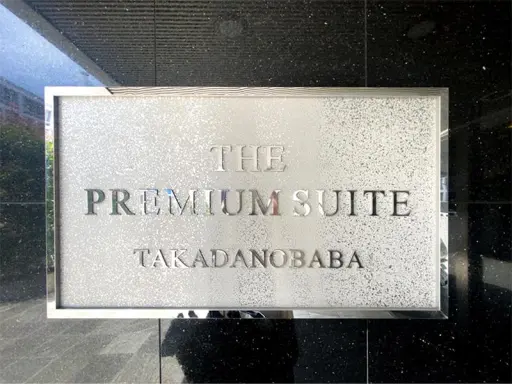 THE
PREMIUM SUITE
TAKADANOBABA